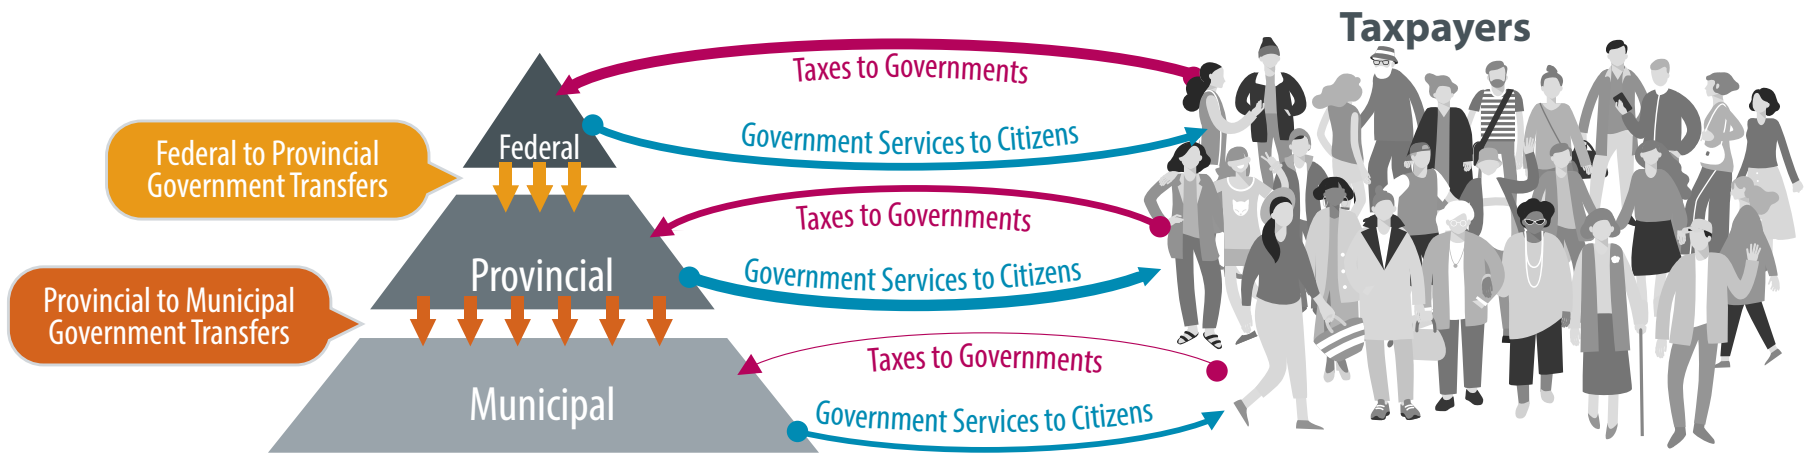 Taxpayers
Taxes to Governments
Government Services to Citizens
Federal
Federal to Provincial
Government Transfers
Taxes to Governments
Government Services to Citizens
Provincial
Provincial to Municipal
Government Transfers
Taxes to Governments
Government Services to Citizens
Municipal